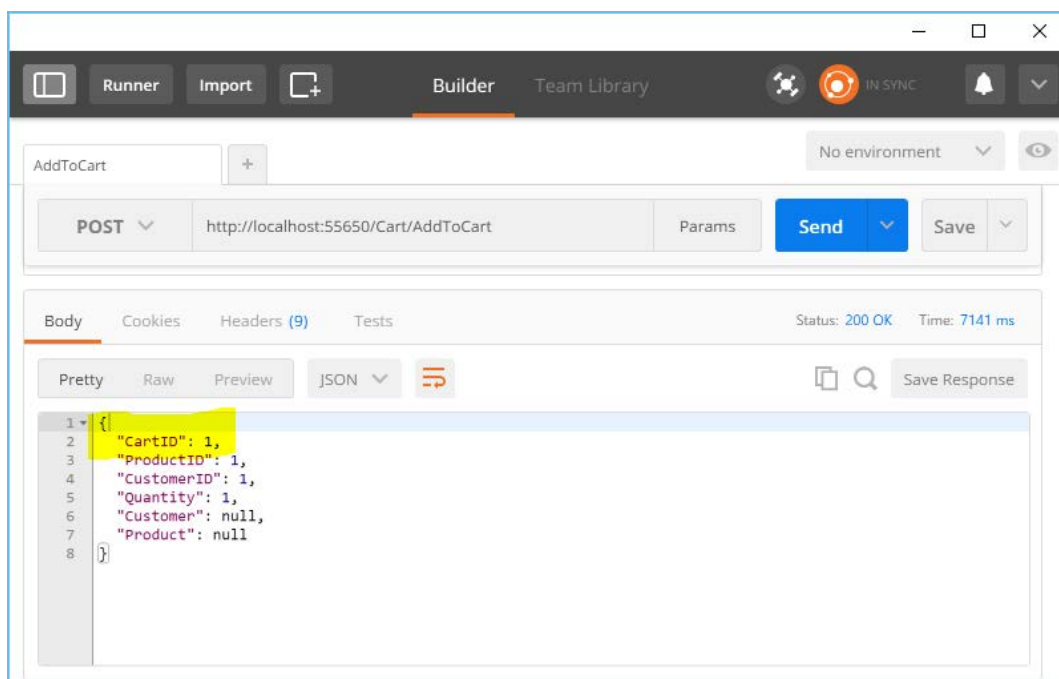 Runner Import Builder Team Library IN SYNC
AddToCart + No environment
POST http://localhost:55650/Cart/AddToCart Params Send Save
Body Cookies Headers (9) Tests Status: 200 OK Time: 7141 ms
Pretty Raw Preview JSON Save Response
1 {
2 "CartID": 1,
3 "ProductID": 1,
4 "CustomerID": 1,
5 "Quantity": 1,
6 "Customer": null,
7 "Product": null
8 }